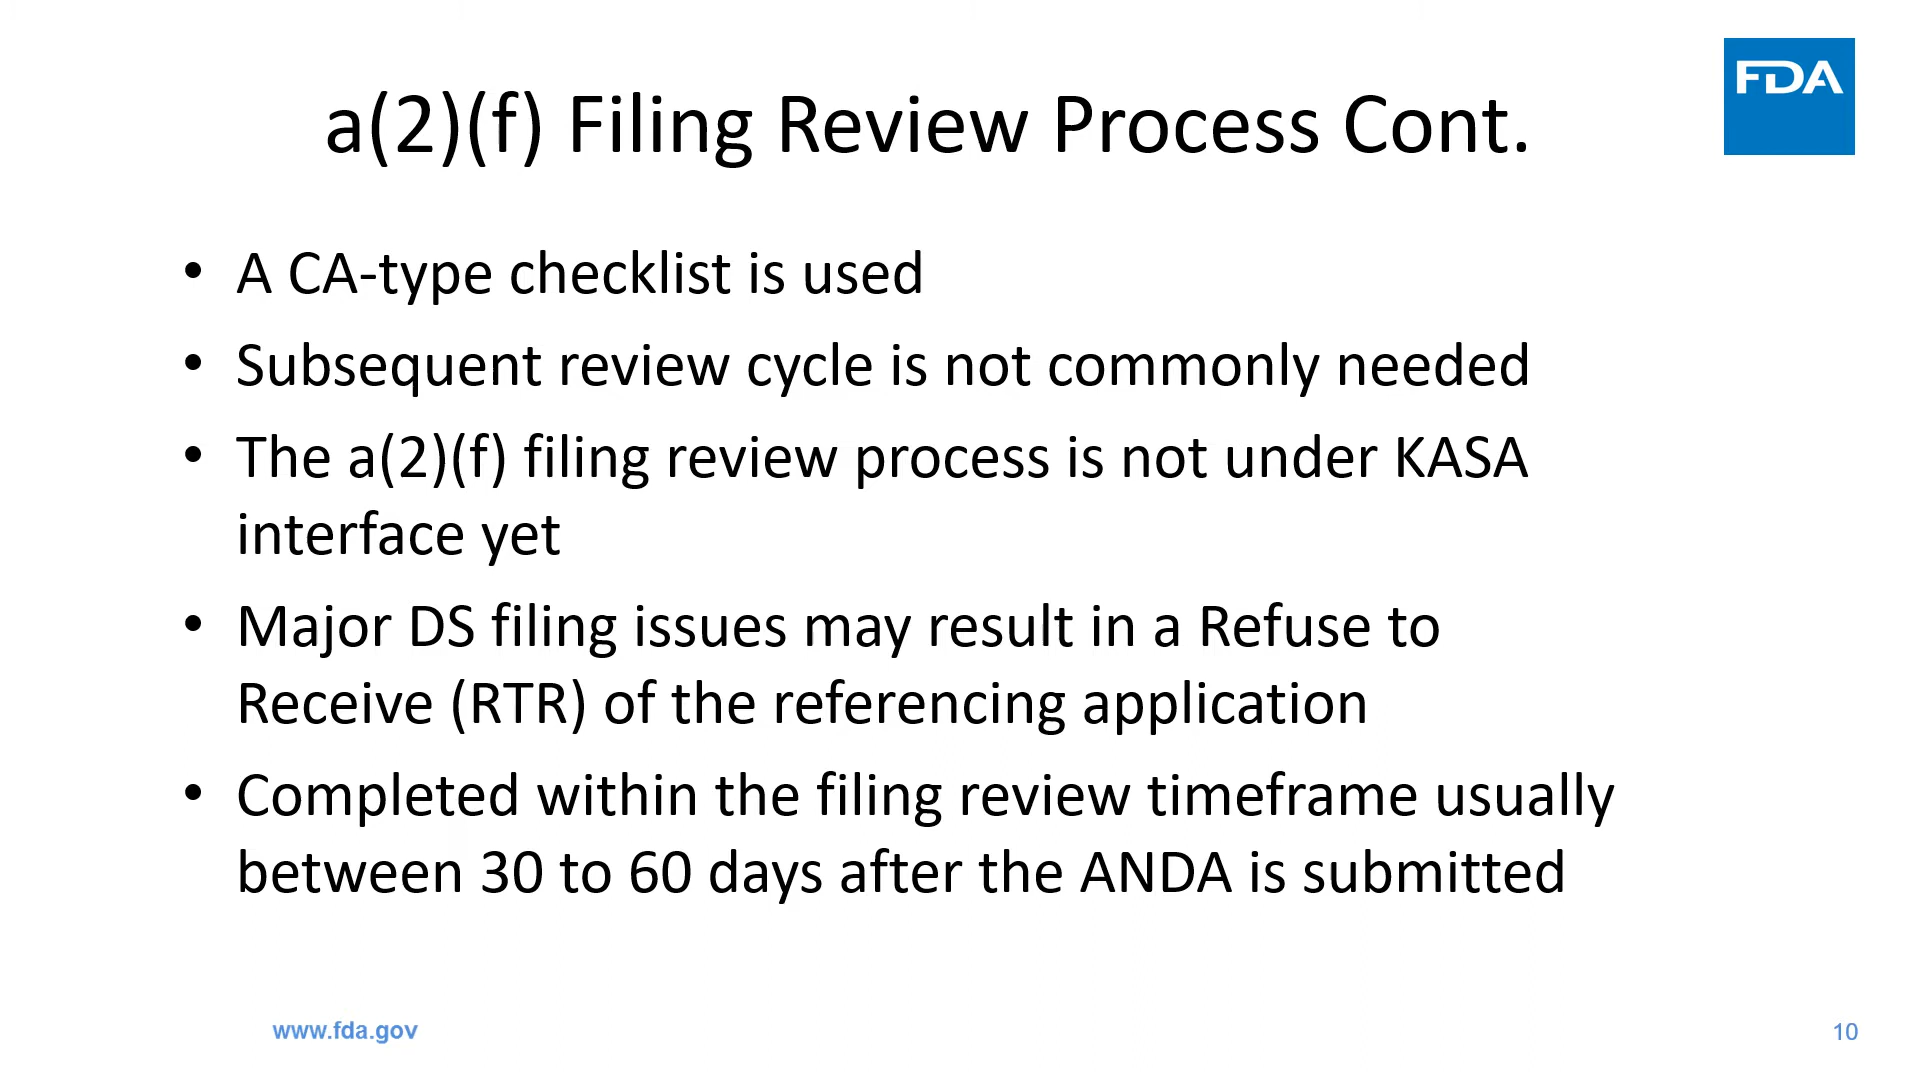 FDA
a(2)(f) Filing Review Process Cont.
• A CA-type checklist is used
• Subsequent review cycle is not commonly needed
• The a(2)(f) filing review process is not under KASA
interface yet
• Major DS filing issues may result in a Refuse to
Receive (RTR) of the referencing application
• Completed within the filing review timeframe usually
between 30 to 60 days after the ANDA is submitted
www.fda.gov
10